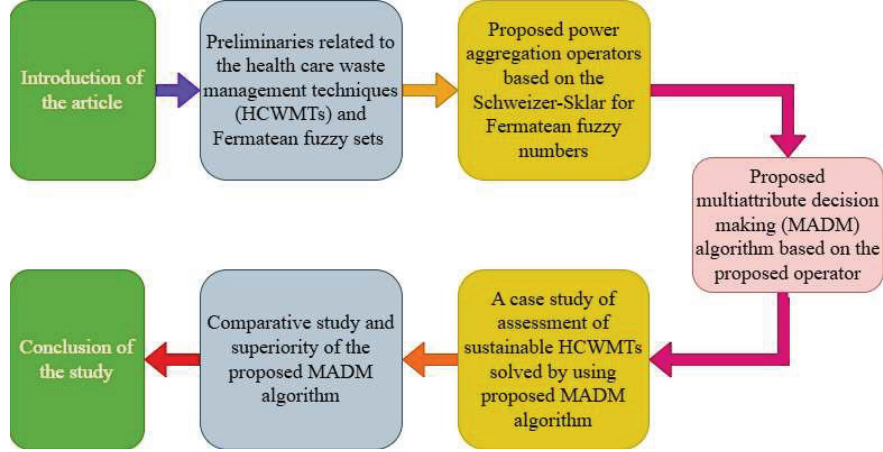 Introduction of
the article
Preliminaries related to
the health care waste
management techniques
(HCWMTs) and
Fermatean fuzzy sets
Proposed power
aggregation operators
based on the
Schweizer-Sklar for
Fermatean fuzzy
numbers
Proposed
multiattribute decision
making (MADM)
algorithm based on the
proposed operator
A case study of
assessment of
sustainable HCWMTs
solved by using
proposed MADM
algorithm
Comparative study and
superiority of the
proposed MADM
algorithm
Conclusion of
the study